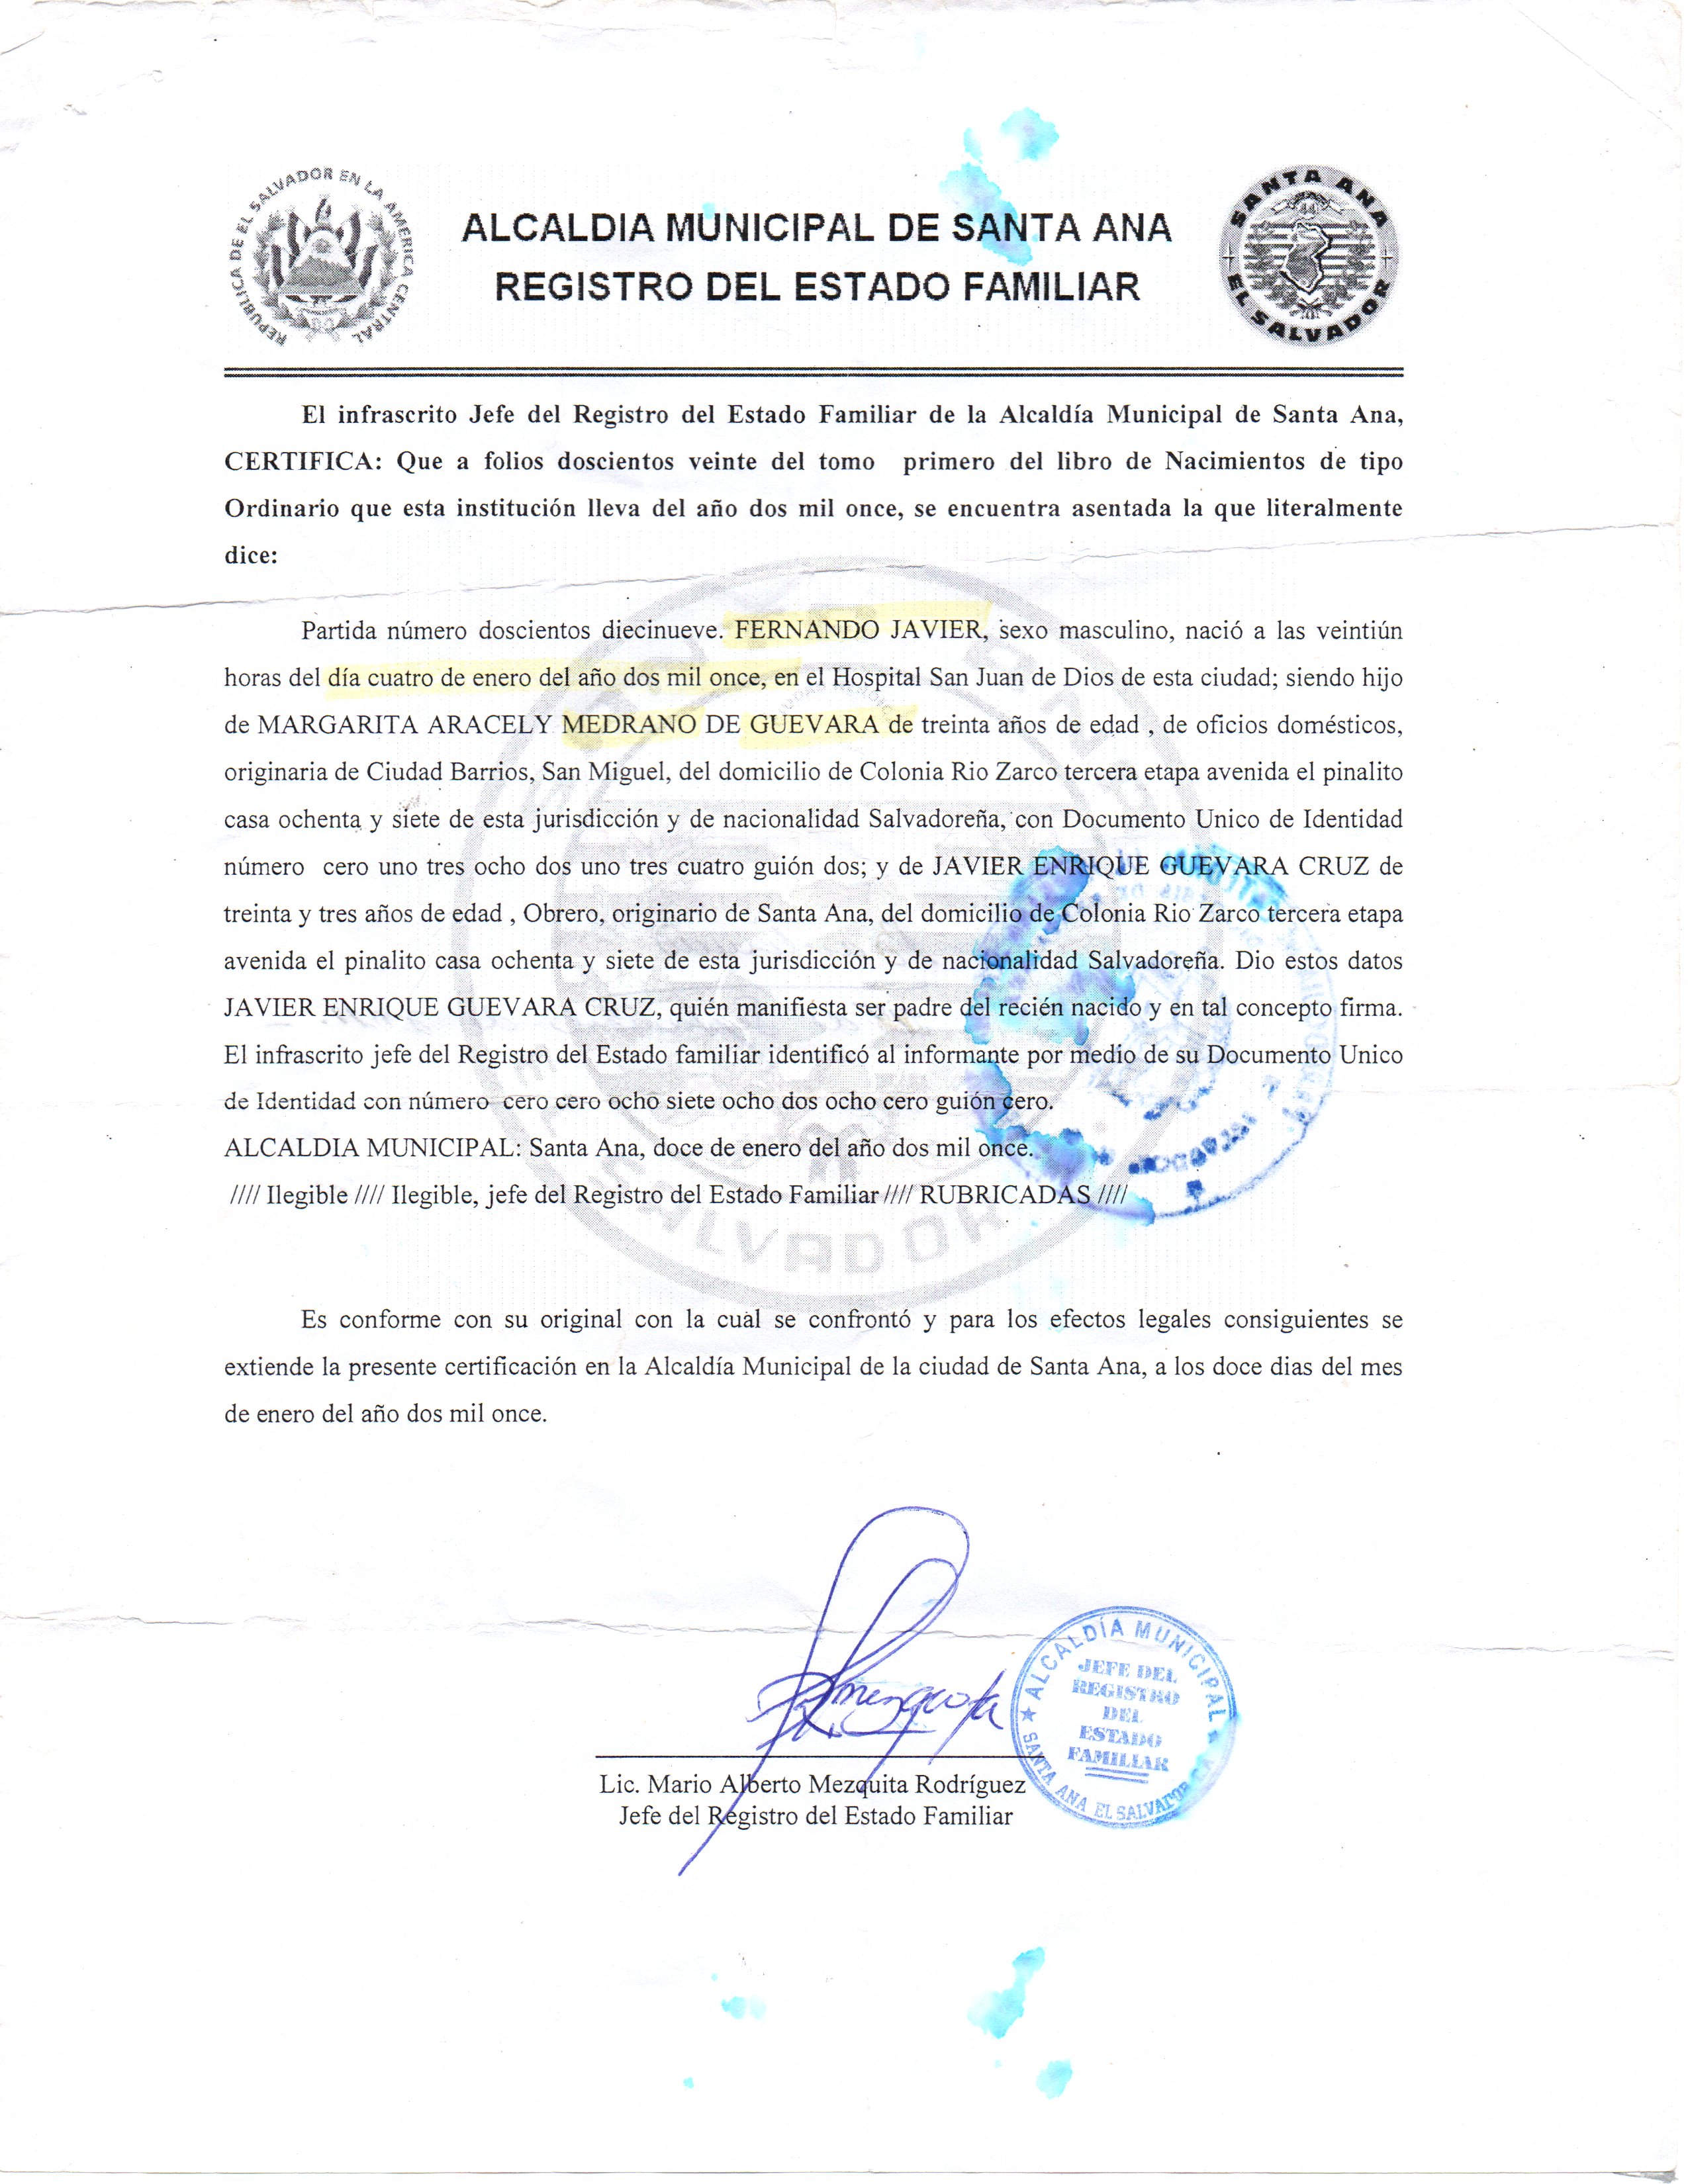 REPUBLICA DE EL SALVADOR EN LA AMERICA CENTRAL
ALCALDIA MUNICIPAL DE SANTA ANA
REGISTRO DEL ESTADO FAMILIAR
SANTA ANA
EL SALVADOR
El infrascrito Jefe del Registro del Estado Familiar de la Alcaldía Municipal de Santa Ana,
CERTIFICA: Que a folios doscientos veinte del tomo primero del libro de Nacimientos de tipo
Ordinario que esta institución lleva del año dos mil once, se encuentra asentada la que literalmente
dice:
Partida número doscientos diecinueve. FERNANDO JAVIER, sexo masculino, nació a las veintiún
horas del día cuatro de enero del año dos mil once, en el Hospital San Juan de Dios de esta ciudad; siendo hijo
de MARGARITA ARACELY MEDRANO DE GUEVARA de treinta años de edad , de oficios domésticos,
originaria de Ciudad Barrios, San Miguel, del domicilio de Colonia Rio Zarco tercera etapa avenida el pinalito
casa ochenta y siete de esta jurisdicción y de nacionalidad Salvadoreña, con Documento Unico de Identidad
número cero uno tres ocho dos uno tres cuatro guión dos; y de JAVIER ENRIQUE GUEVARA CRUZ de
treinta y tres años de edad , Obrero, originario de Santa Ana, del domicilio de Colonia Rio Zarco tercera etapa
avenida el pinalito casa ochenta y siete de esta jurisdicción y de nacionalidad Salvadoreña. Dio estos datos
JAVIER ENRIQUE GUEVARA CRUZ, quién manifiesta ser padre del recién nacido y en tal concepto firma.
El infrascrito jefe del Registro del Estado familiar identificó al informante por medio de su Documento Unico
de Identidad con número cero cero ocho siete ocho dos ocho cero guión cero.
ALCALDIA MUNICIPAL: Santa Ana, doce de enero del año dos mil once.
//// Ilegible //// Ilegible, jefe del Registro del Estado Familiar //// RUBRICADAS ////
SALVADOR
Es conforme con su original con la cual se confrontó y para los efectos legales consiguientes se
extiende la presente certificación en la Alcaldía Municipal de la ciudad de Santa Ana, a los doce dias del mes
de enero del año dos mil once.
ALCALDÍA MUNICIPAL
JEFE DEL
REGISTRO
DEL
ESTADO
FAMILIAR
SANTA ANA EL SALVADOR CA
Lic. Mario Alberto Mezquita Rodríguez
Jefe del Registro del Estado Familiar